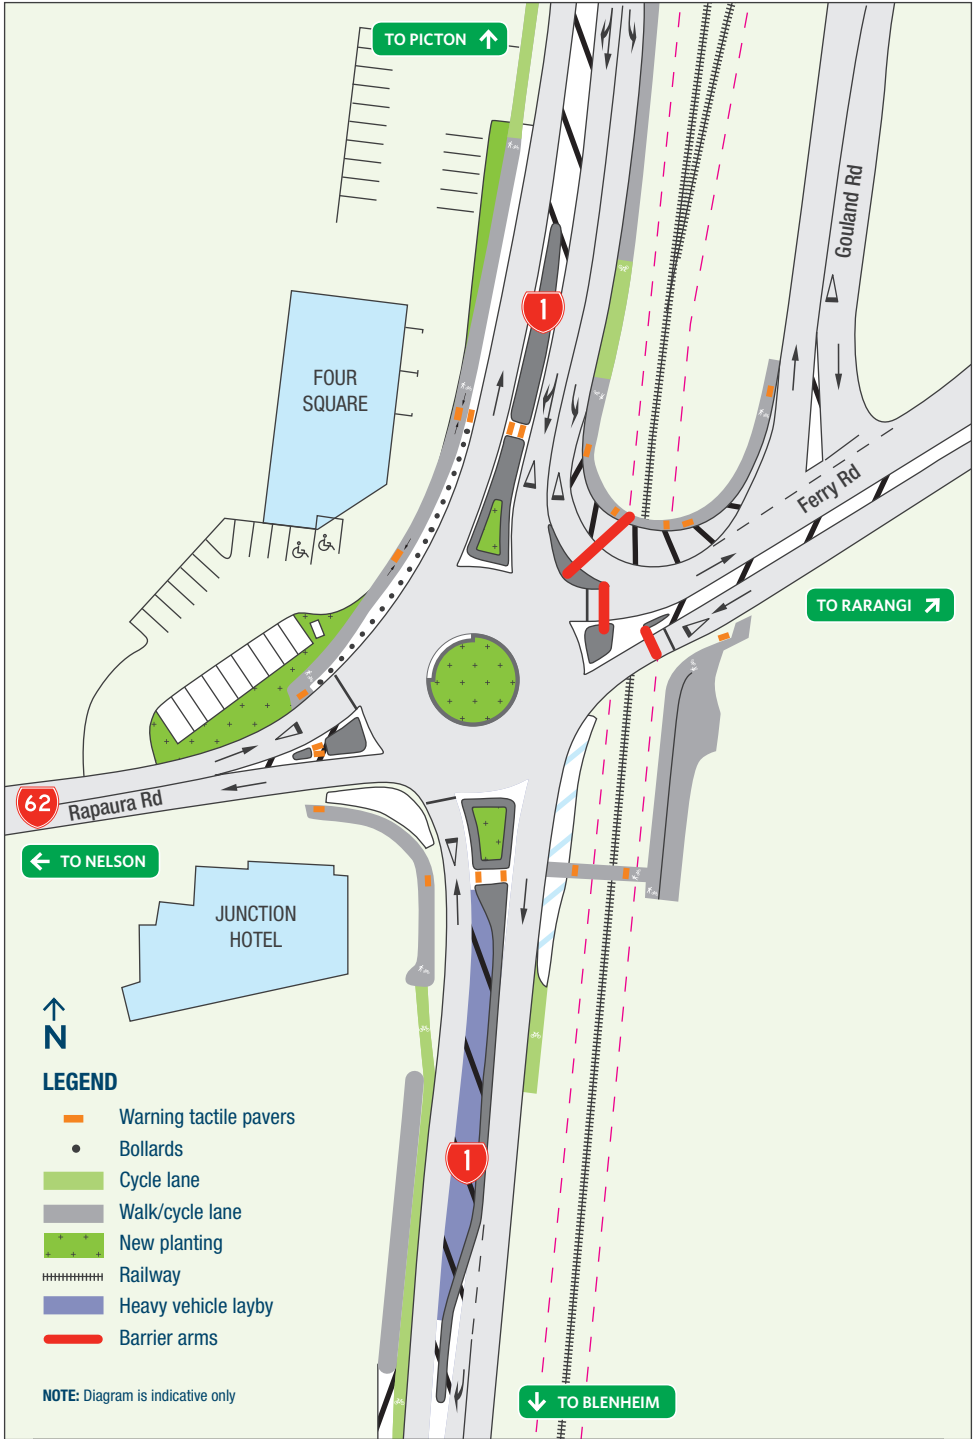 TO PICTON ↑
Gouland Rd
1
FOUR
SQUARE
Ferry Rd
TO RARANGI ↗
62
Rapaura Rd
← TO NELSON
JUNCTION
HOTEL
N
LEGEND
Warning tactile pavers
Bollards
Cycle lane
Walk/cycle lane
New planting
Railway
Heavy vehicle layby
Barrier arms
1
NOTE: Diagram is indicative only
↓ TO BLENHEIM